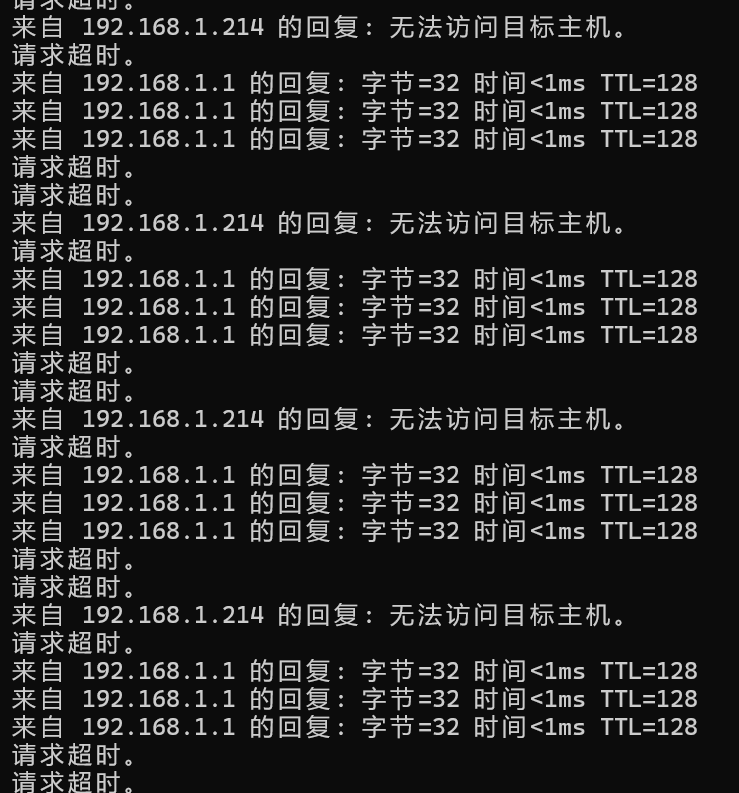 请求超时。
来自 192.168.1.214 的回复: 无法访问目标主机。
请求超时。
来自 192.168.1.1 的回复: 字节=32 时间<1ms TTL=128
来自 192.168.1.1 的回复: 字节=32 时间<1ms TTL=128
来自 192.168.1.1 的回复: 字节=32 时间<1ms TTL=128
请求超时。
请求超时。
来自 192.168.1.214 的回复: 无法访问目标主机。
请求超时。
来自 192.168.1.1 的回复: 字节=32 时间<1ms TTL=128
来自 192.168.1.1 的回复: 字节=32 时间<1ms TTL=128
来自 192.168.1.1 的回复: 字节=32 时间<1ms TTL=128
请求超时。
请求超时。
来自 192.168.1.214 的回复: 无法访问目标主机。
请求超时。
来自 192.168.1.1 的回复: 字节=32 时间<1ms TTL=128
来自 192.168.1.1 的回复: 字节=32 时间<1ms TTL=128
来自 192.168.1.1 的回复: 字节=32 时间<1ms TTL=128
请求超时。
请求超时。
来自 192.168.1.214 的回复: 无法访问目标主机。
请求超时。
来自 192.168.1.1 的回复: 字节=32 时间<1ms TTL=128
来自 192.168.1.1 的回复: 字节=32 时间<1ms TTL=128
来自 192.168.1.1 的回复: 字节=32 时间<1ms TTL=128
请求超时。
请求超时。